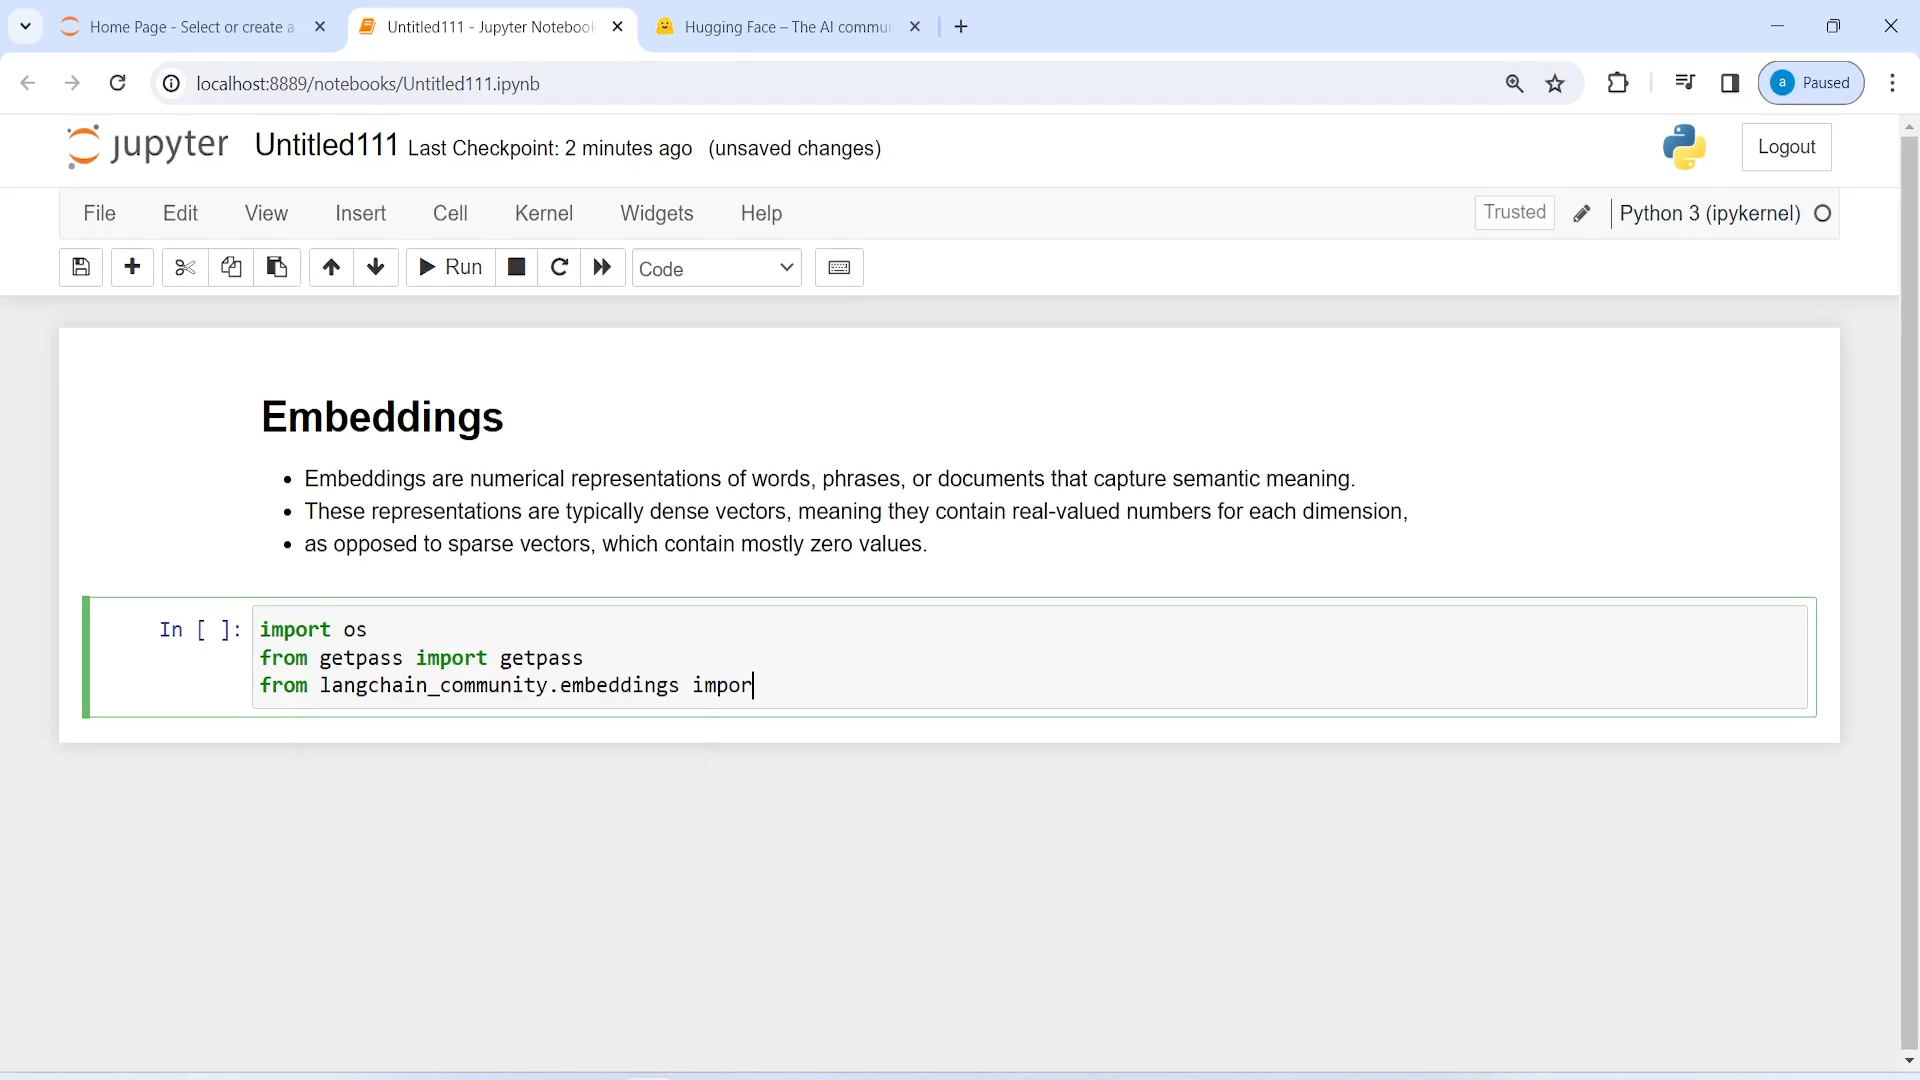 Home Page - Select or create a
Untitled111 - Jupyter Notebook
Hugging Face – The AI commu
localhost:8889/notebooks/Untitled111.ipynb
a Paused
jupyter Untitled111 Last Checkpoint: 2 minutes ago (unsaved changes)
Logout
File Edit View Insert Cell Kernel Widgets Help
Trusted
Python 3 (ipykernel)
Run
Code
Embeddings
• Embeddings are numerical representations of words, phrases, or documents that capture semantic meaning.
• These representations are typically dense vectors, meaning they contain real-valued numbers for each dimension,
• as opposed to sparse vectors, which contain mostly zero values.
In [ ]: import os
from getpass import getpass
from langchain_community.embeddings impor